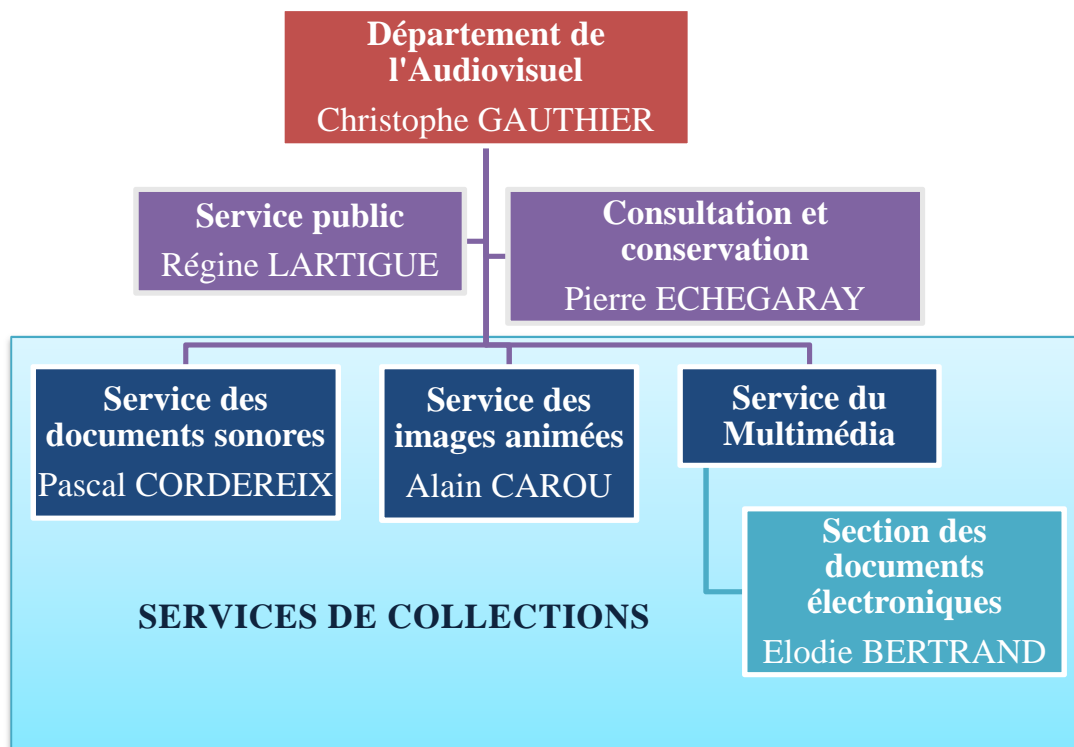 Département de
l'Audiovisuel
Christophe GAUTHIER
Service public
Régine LARTIGUE
Consultation et
conservation
Pierre ECHEGARAY
Service des
documents sonores
Pascal CORDEREIX
Service des
images animées
Alain CAROU
Service du
Multimédia
Section des
documents
électroniques
Elodie BERTRAND
SERVICES DE COLLECTIONS